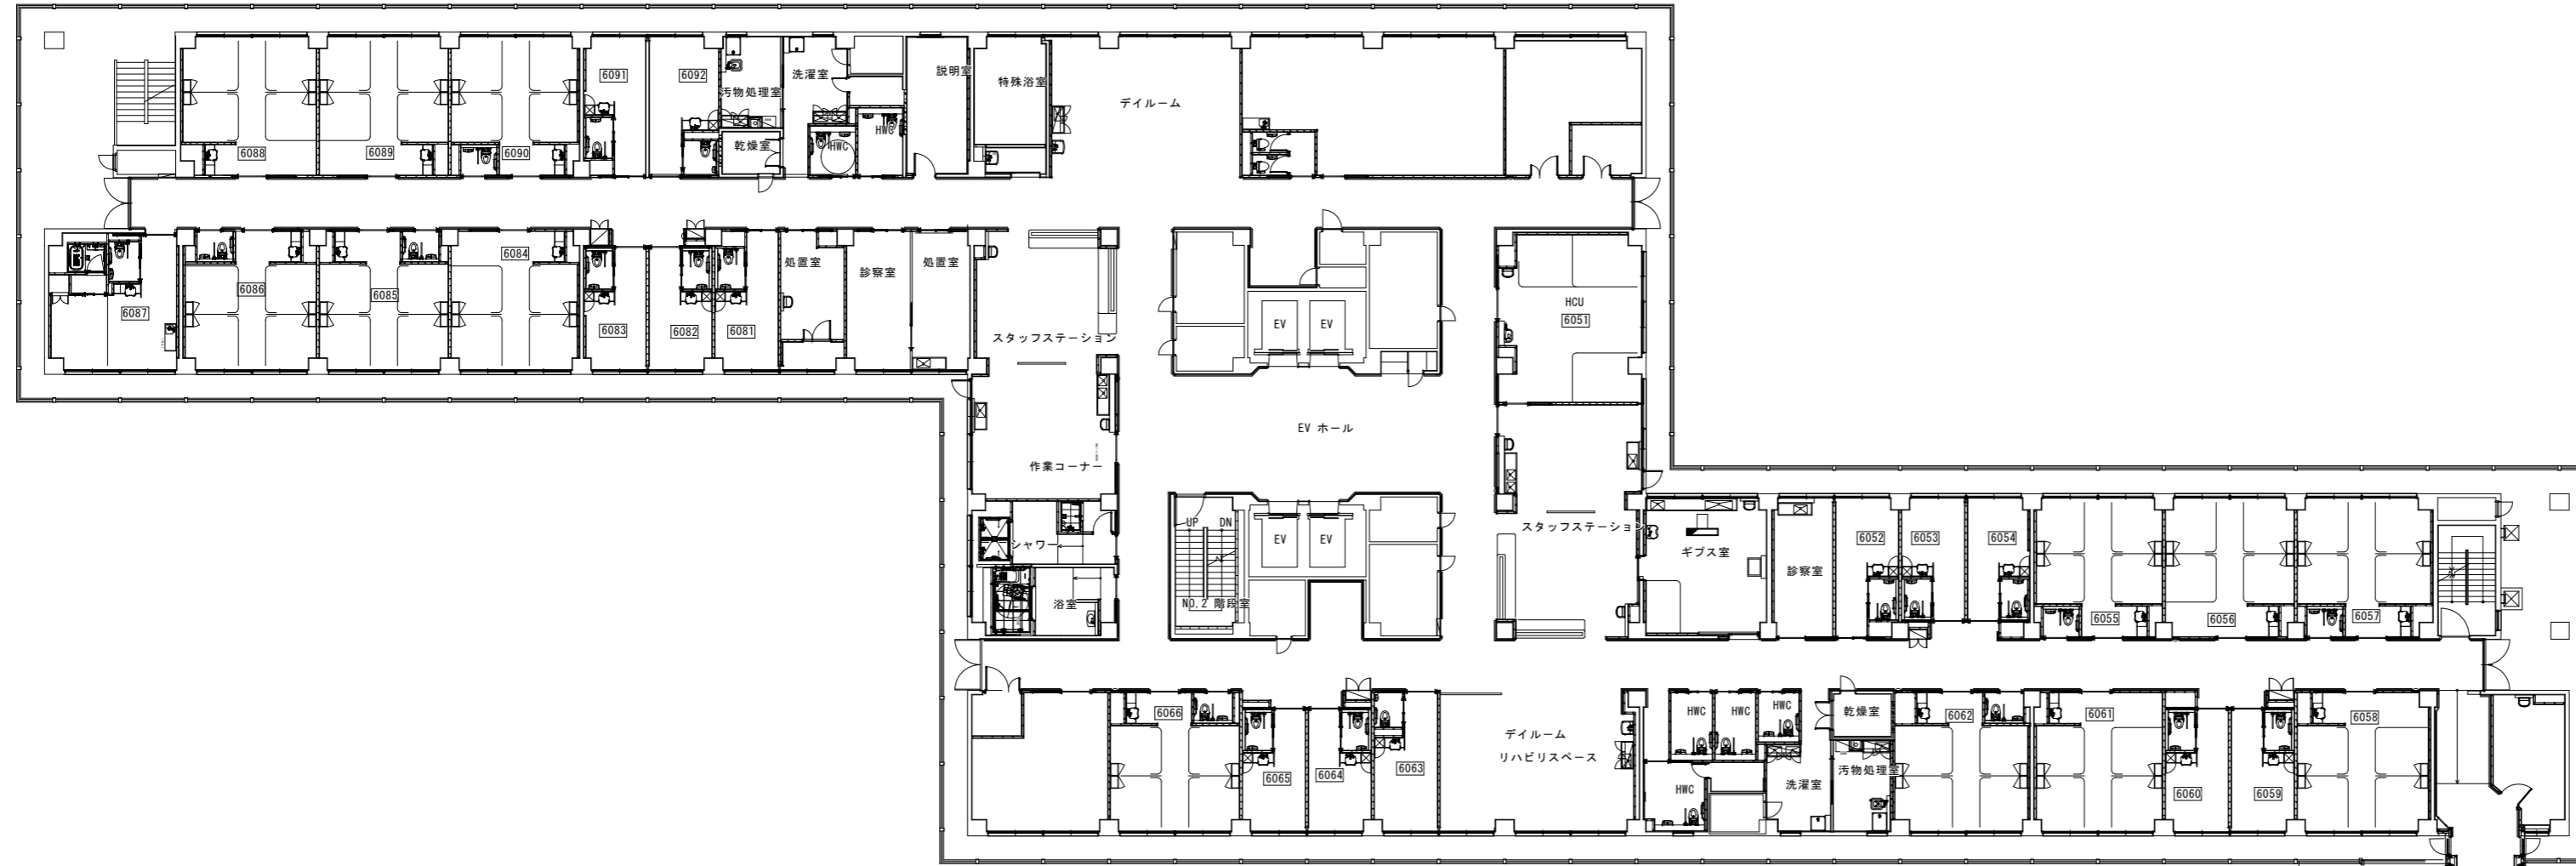 6091
6092
洗濯室
説明室
特殊浴室
汚物処理室
デイルーム
HWC
乾燥室
HWC
6088
6089
6090
6087
6086
6085
6084
6083
6082
6081
処置室
診察室
処置室
スタッフステーション
EV
EV
HCU
6051
EV ホール
作業コーナー
シャワー
浴室
UP
DN
EV
EV
NO.2 階段室
スタッフステーション
ギブス室
診察室
6052
6053
6054
6055
6056
6057
6066
6065
6064
6063
デイルーム
リハビリスペース
HWC
HWC
HWC
HWC
乾燥室
洗濯室
汚物処理室
6062
6061
6060
6059
6058